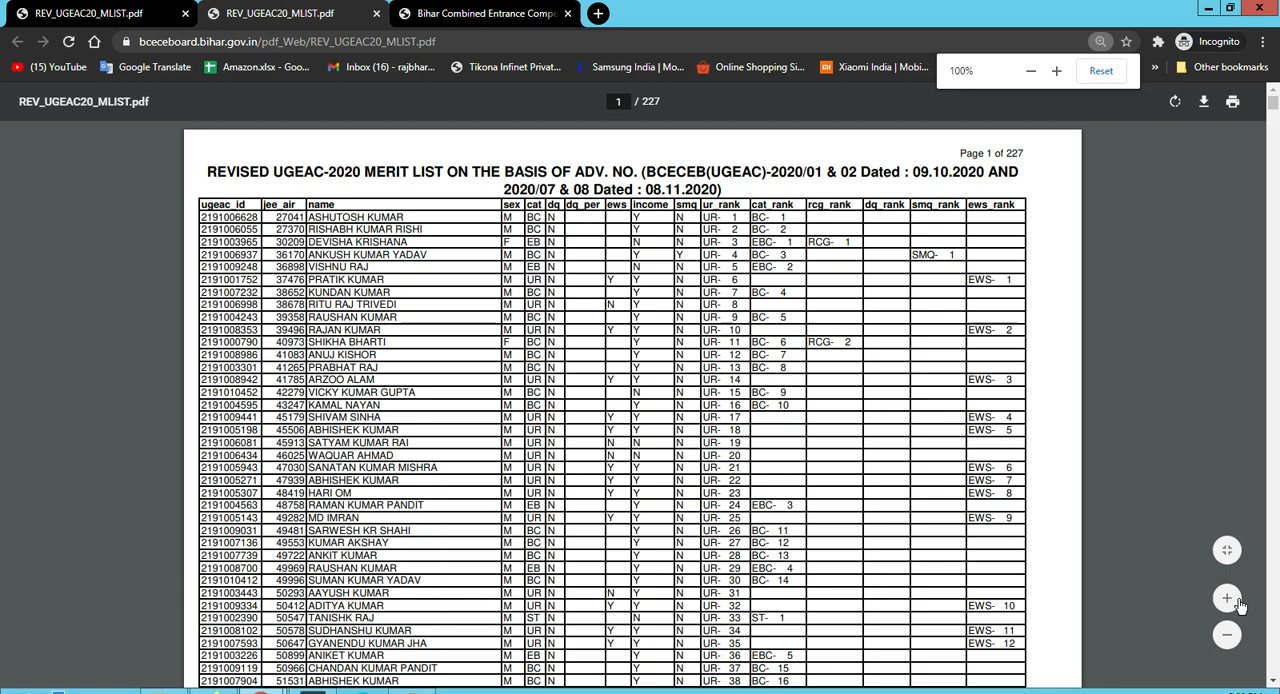 REV_UGEAC20_MLIST.pdf × REV_UGEAC20_MLIST.pdf × Bihar Combined Entrance Compe ×
bceceboard.bihar.gov.in/pdf_Web/REV_UGEAC20_MLIST.pdf Incognito
(15) YouTube Google Translate Amazon.xlsx - Goo... Inbox (16) - rajbhar... Tikona Infinet Privat... Samsung India | Mo... Online Shopping Si... Xiaomi India | Mobi... » Other bookmarks
100% Reset
REV_UGEAC20_MLIST.pdf 1 / 227
Page 1 of 227
REVISED UGEAC-2020 MERIT LIST ON THE BASIS OF ADV. NO. (BCECEB(UGEAC)-2020/01 & 02 Dated : 09.10.2020 AND
2020/07 & 08 Dated : 08.11.2020)
ugeac_id jee_air name sex cat dq dq_per ews income smq ur_rank cat_rank rcg_rank dq_rank smq_rank ews_rank
2191006628 27041 ASHUTOSH KUMAR M BC N Y N UR- 1 BC- 1
2191006055 27370 RISHABH KUMAR RISHI M BC N Y N UR- 2 BC- 2
2191003965 30209 DEVISHA KRISHANA F EB N N N UR- 3 EBC- 1 RCG- 1
2191006937 36170 ANKUSH KUMAR YADAV M BC N Y Y UR- 4 BC- 3 SMQ- 1
2191009248 36898 VISHNU RAJ M EB N N N UR- 5 EBC- 2
2191001752 37476 PRATIK KUMAR M UR N Y Y N UR- 6 EWS- 1
2191007232 38652 KUNDAN KUMAR M BC N Y N UR- 7 BC- 4
2191006998 38678 RITU RAJ TRIVEDI M UR N N Y N UR- 8
2191004243 39358 RAUSHAN KUMAR M BC N Y N UR- 9 BC- 5
2191008353 39496 RAJAN KUMAR M UR N Y Y N UR- 10 EWS- 2
2191000790 40973 SHIKHA BHARTI F BC N Y N UR- 11 BC- 6 RCG- 2
2191008986 41083 ANUJ KISHOR M BC N Y N UR- 12 BC- 7
2191003301 41265 PRABHAT RAJ M BC N Y N UR- 13 BC- 8
2191008942 41785 ARZOO ALAM M UR N Y Y N UR- 14 EWS- 3
2191010452 42279 VICKY KUMAR GUPTA M BC N N N UR- 15 BC- 9
2191004595 43247 KAMAL NAYAN M BC N Y N UR- 16 BC- 10
2191009441 45179 SHIVAM SINHA M UR N Y Y N UR- 17 EWS- 4
2191005198 45506 ABHISHEK KUMAR M UR N Y Y N UR- 18 EWS- 5
2191006081 45913 SATYAM KUMAR RAI M UR N N N N UR- 19
2191006434 46025 WAQUAR AHMAD M UR N N N N UR- 20
2191005943 47030 SANATAN KUMAR MISHRA M UR N Y Y N UR- 21 EWS- 6
2191005271 47939 ABHISHEK KUMAR M UR N Y Y N UR- 22 EWS- 7
2191005307 48419 HARI OM M UR N Y Y N UR- 23 EWS- 8
2191004563 48758 RAMAN KUMAR PANDIT M EB N Y N UR- 24 EBC- 3
2191005143 49282 MD IMRAN M UR N Y Y N UR- 25 EWS- 9
2191009031 49481 SARWESH KR SHAHI M BC N Y N UR- 26 BC- 11
2191007136 49553 KUMAR AKSHAY M BC N Y N UR- 27 BC- 12
2191007739 49722 ANKIT KUMAR M BC N Y N UR- 28 BC- 13
2191008700 49969 RAUSHAN KUMAR M EB N Y N UR- 29 EBC- 4
2191010412 49996 SUMAN KUMAR YADAV M BC N Y N UR- 30 BC- 14
2191003443 50293 AAYUSH KUMAR M UR N N Y N UR- 31
2191009334 50412 ADITYA KUMAR M UR N Y Y N UR- 32 EWS- 10
2191002390 50547 TANISHK RAJ M ST N N N UR- 33 ST- 1
2191008102 50578 SUDHANSHU KUMAR M UR N Y Y N UR- 34 EWS- 11
2191007593 50647 GYANENDU KUMAR JHA M UR N Y Y N UR- 35 EWS- 12
2191003226 50899 ANIKET KUMAR M EB N N N UR- 36 EBC- 5
2191009119 50966 CHANDAN KUMAR PANDIT M BC N Y N UR- 37 BC- 15
2191007904 51531 ABHISHEK KUMAR M BC N Y N UR- 38 BC- 16